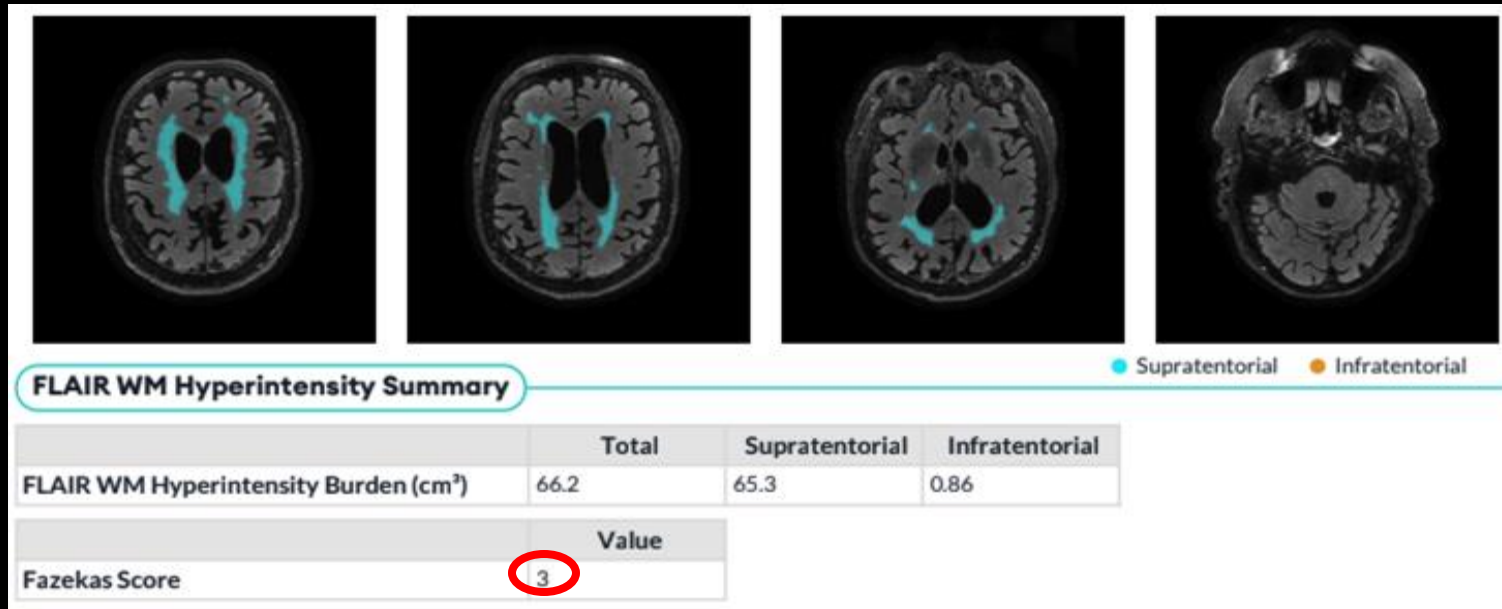 Supratentorial Infratentorial
FLAIR WM Hyperintensity Summary
Total Supratentorial Infratentorial
FLAIR WM Hyperintensity Burden (cm³) 66.2 65.3 0.86
Value
Fazekas Score 3